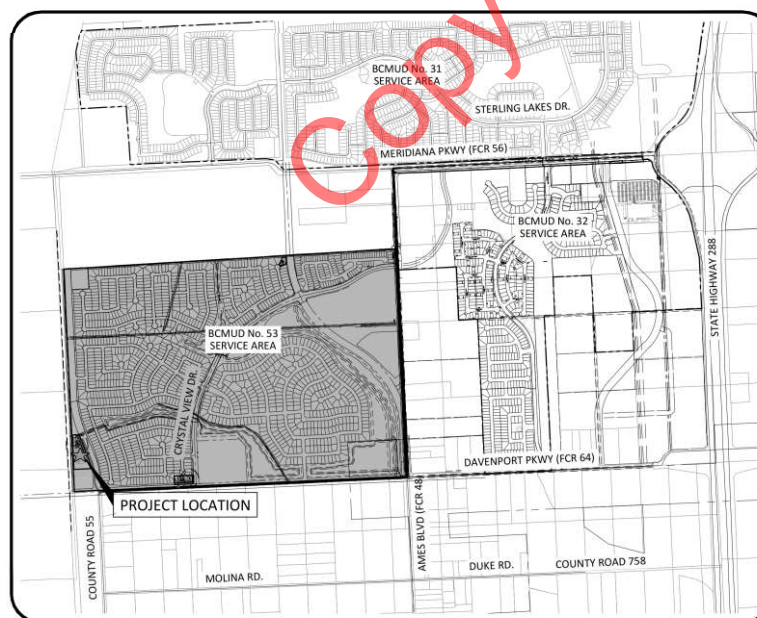 Copy
BCMUD No. 31
SERVICE AREA
STERLING LAKES DR.
MERIDIANA PKWY (FCR 56)
BCMUD No. 32
SERVICE AREA
STATE HIGHWAY 288
BCMUD No. 53
SERVICE AREA
CRYSTAL VIEW DR.
DAVENPORT PKWY (FCR 64)
PROJECT LOCATION
COUNTY ROAD 55
AMES BLVD (FCR 48)
MOLINA RD.
DUKE RD.
COUNTY ROAD 758